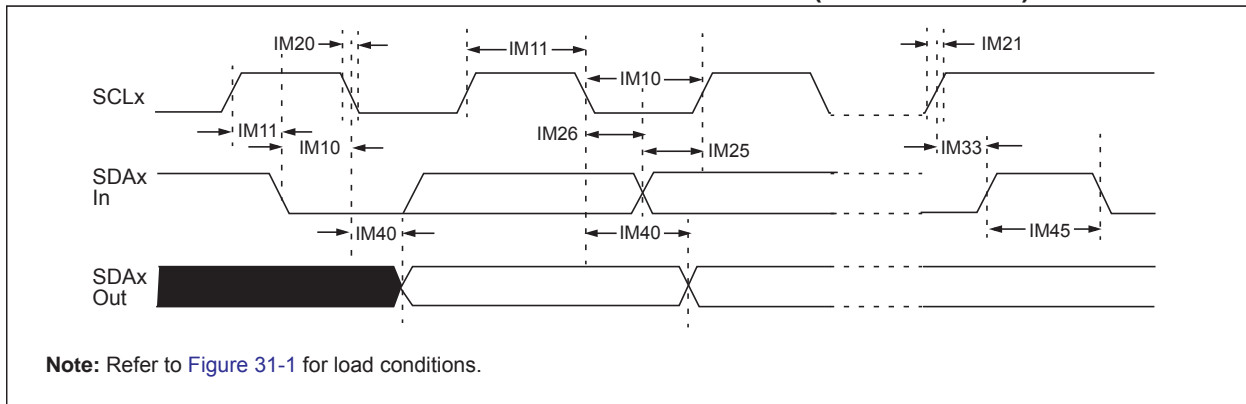 IM20
IM11
IM21
SCLx
IM10
IM11
IM10
IM26
IM25
IM33
SDAx
In
IM40
IM40
IM45
SDAx
Out
Note: Refer to Figure 31-1 for load conditions.